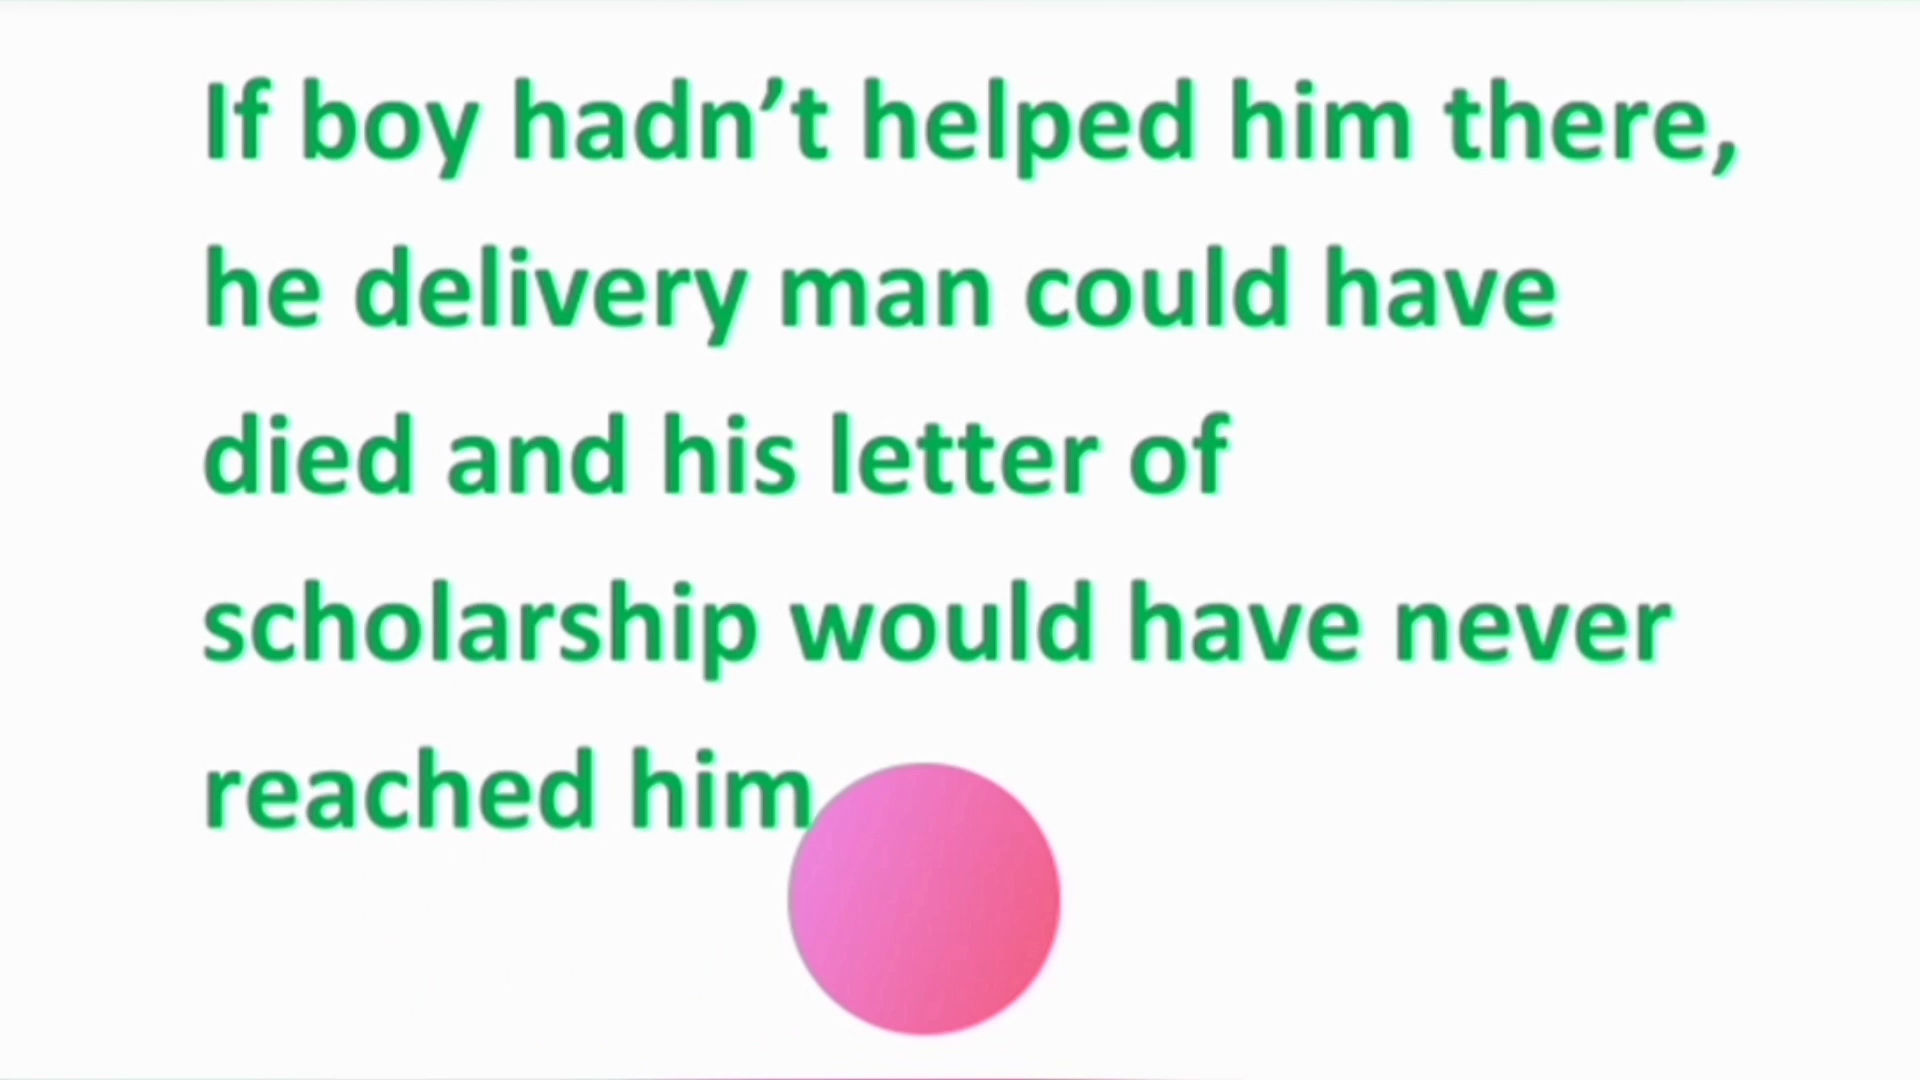 If boy hadn’t helped him there,
he delivery man could have
died and his letter of
scholarship would have never
reached him